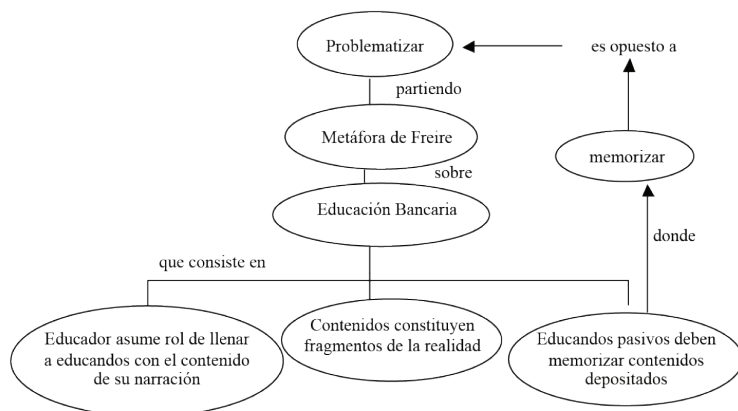 Problematizar
es opuesto a
partiendo
Metáfora de Freire
memorizar
sobre
Educación Bancaria
donde
que consiste en
Educador asume rol de llenar
a educandos con el contenido
de su narración
Contenidos constituyen
fragmentos de la realidad
Educandos pasivos deben
memorizar contenidos
depositados